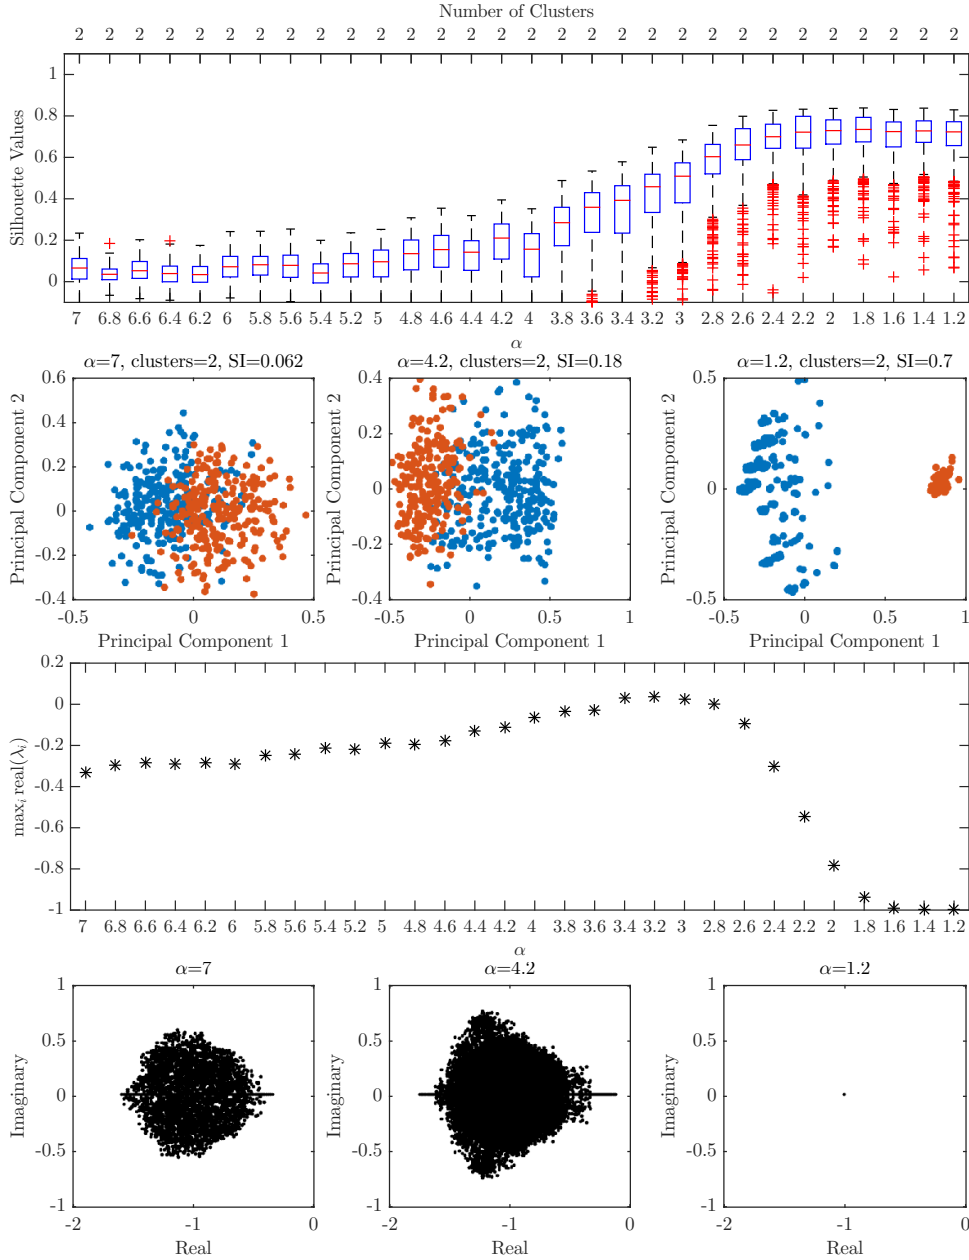 Number of Clusters
2 2 2 2 2 2 2 2 2 2 2 2 2 2 2 2 2 2 2 2 2 2 2 2 2 2 2 2 2 2
Silhouette Values
1
0.8
0.6
0.4
0.2
0
7 6.8 6.6 6.4 6.2 6 5.8 5.6 5.4 5.2 5 4.8 4.6 4.4 4.2 4 3.8 3.6 3.4 3.2 3 2.8 2.6 2.4 2.2 2 1.8 1.6 1.4 1.2
α
α=7, clusters=2, SI=0.062
Principal Component 2
0.6
0.4
0.2
0
-0.2
-0.4
-0.5 0 0.5
Principal Component 1
α=4.2, clusters=2, SI=0.18
Principal Component 2
0.4
0.2
0
-0.2
-0.4
-0.5 0 0.5 1
Principal Component 1
α=1.2, clusters=2, SI=0.7
Principal Component 2
0.5
0
-0.5
-0.5 0 0.5 1
Principal Component 1
max_i real(λ_i)
0.2
0
-0.2
-0.4
-0.6
-0.8
-1
7 6.8 6.6 6.4 6.2 6 5.8 5.6 5.4 5.2 5 4.8 4.6 4.4 4.2 4 3.8 3.6 3.4 3.2 3 2.8 2.6 2.4 2.2 2 1.8 1.6 1.4 1.2
α
α=7
Imaginary
1
0.5
0
-0.5
-1
-2 -1 0
Real
α=4.2
Imaginary
1
0.5
0
-0.5
-1
-2 -1 0
Real
α=1.2
Imaginary
1
0.5
0
-0.5
-1
-2 -1 0
Real